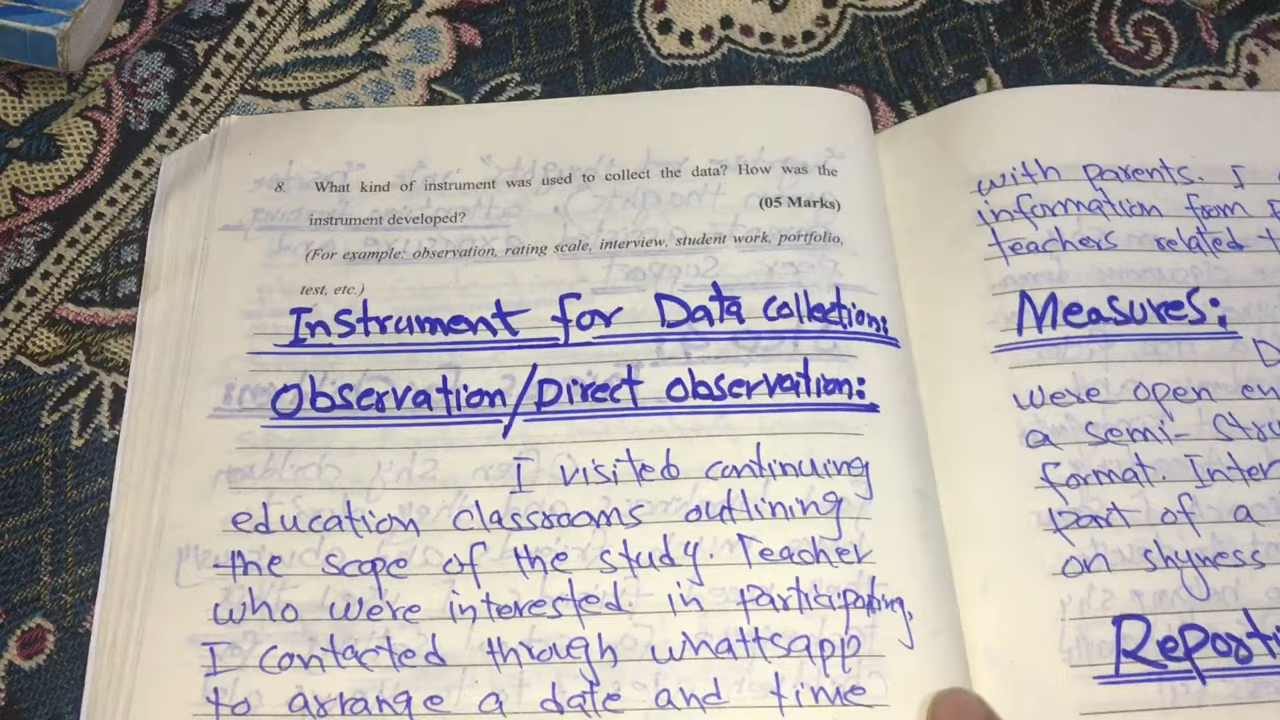 8. What kind of instrument was used to collect the data? How was the
instrument developed? (05 Marks)
(For example: observation, rating scale, interview, student work, portfolio,
test, etc.)
Instrument for Data collection:
Observation/Direct observation:
I visited continuing
education classrooms outlining
the scope of the study. Teacher
who were interested in participating,
I contacted through whattsapp
to arrange a date and time
with parents. I
information from
teachers related
Measures:
were open en
a semi-stru
format. Inter
part of a
on shyness
Report